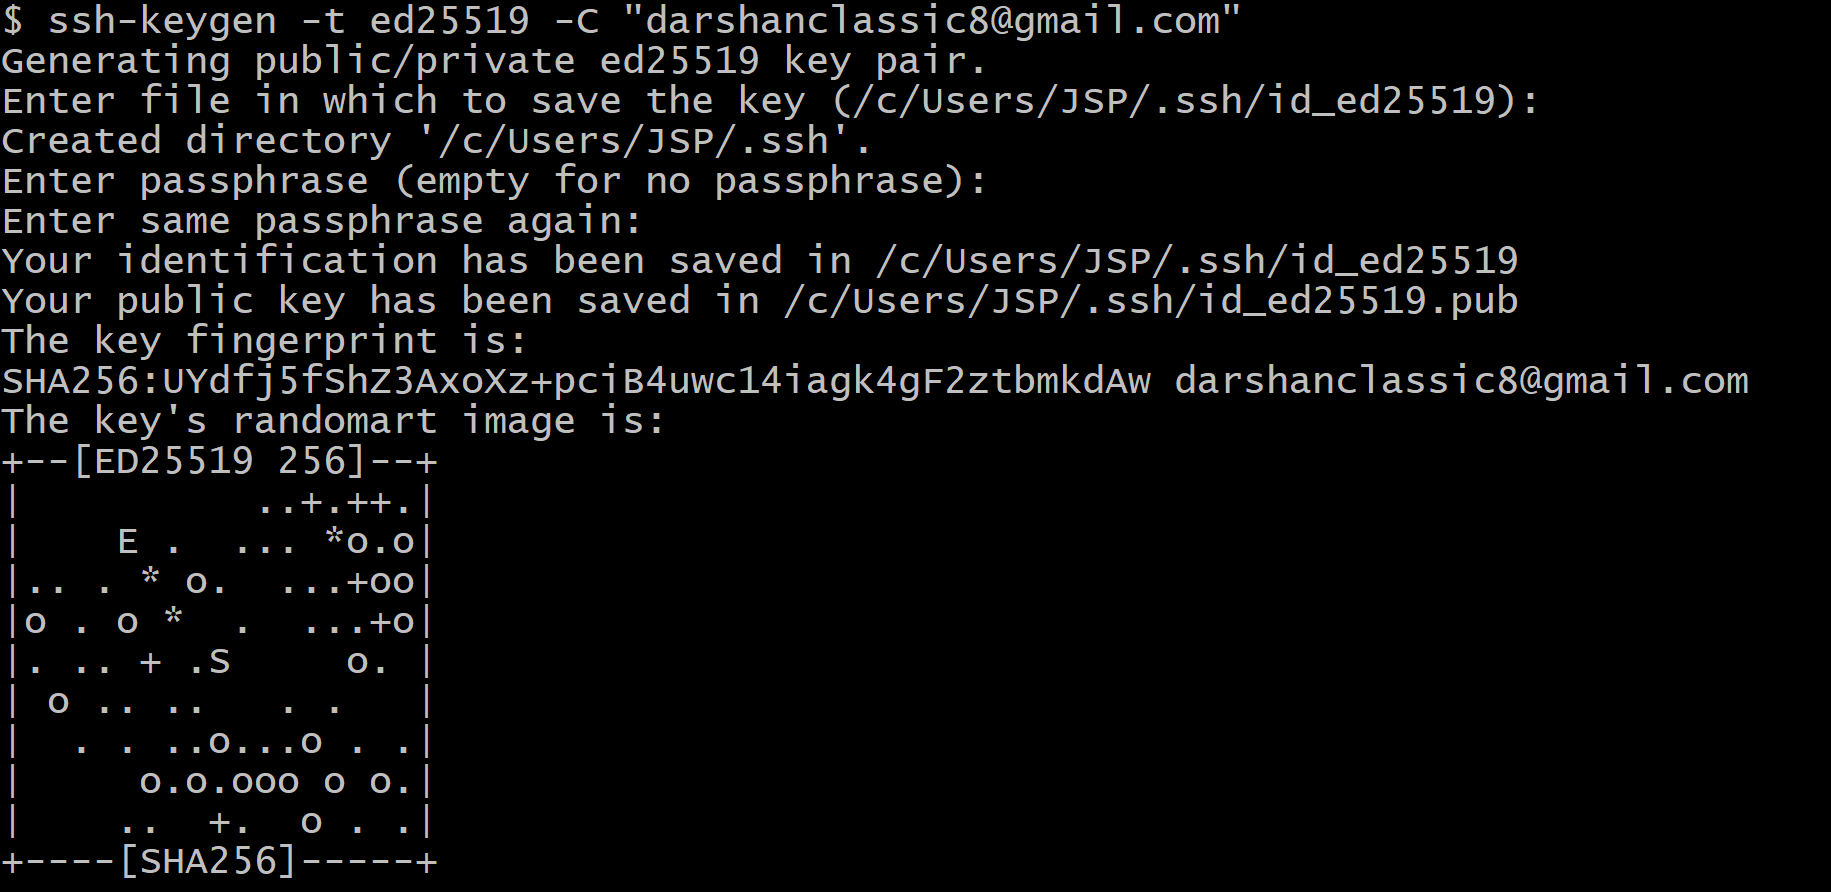 $ ssh-keygen -t ed25519 -C "darshanclassic8@gmail.com"
Generating public/private ed25519 key pair.
Enter file in which to save the key (/c/Users/JSP/.ssh/id_ed25519):
Created directory '/c/Users/JSP/.ssh'.
Enter passphrase (empty for no passphrase):
Enter same passphrase again:
Your identification has been saved in /c/Users/JSP/.ssh/id_ed25519
Your public key has been saved in /c/Users/JSP/.ssh/id_ed25519.pub
The key fingerprint is:
SHA256:UYdfj5fShZ3AxoXz+pciB4uwc14iagk4gF2ztbmkdAw darshanclassic8@gmail.com
The key's randomart image is:
+--[ED25519 256]--+
|          ..+.++.|
|    E .  ... *o.o|
|.. . * o.  ...+oo|
|o . o *  .  ...+o|
|. .. + .S     o. |
| o .. ..   . .   |
|  . . ..o...o . .|
|     o.o.ooo o o.|
|    ..  +.  o . .|
+----[SHA256]-----+